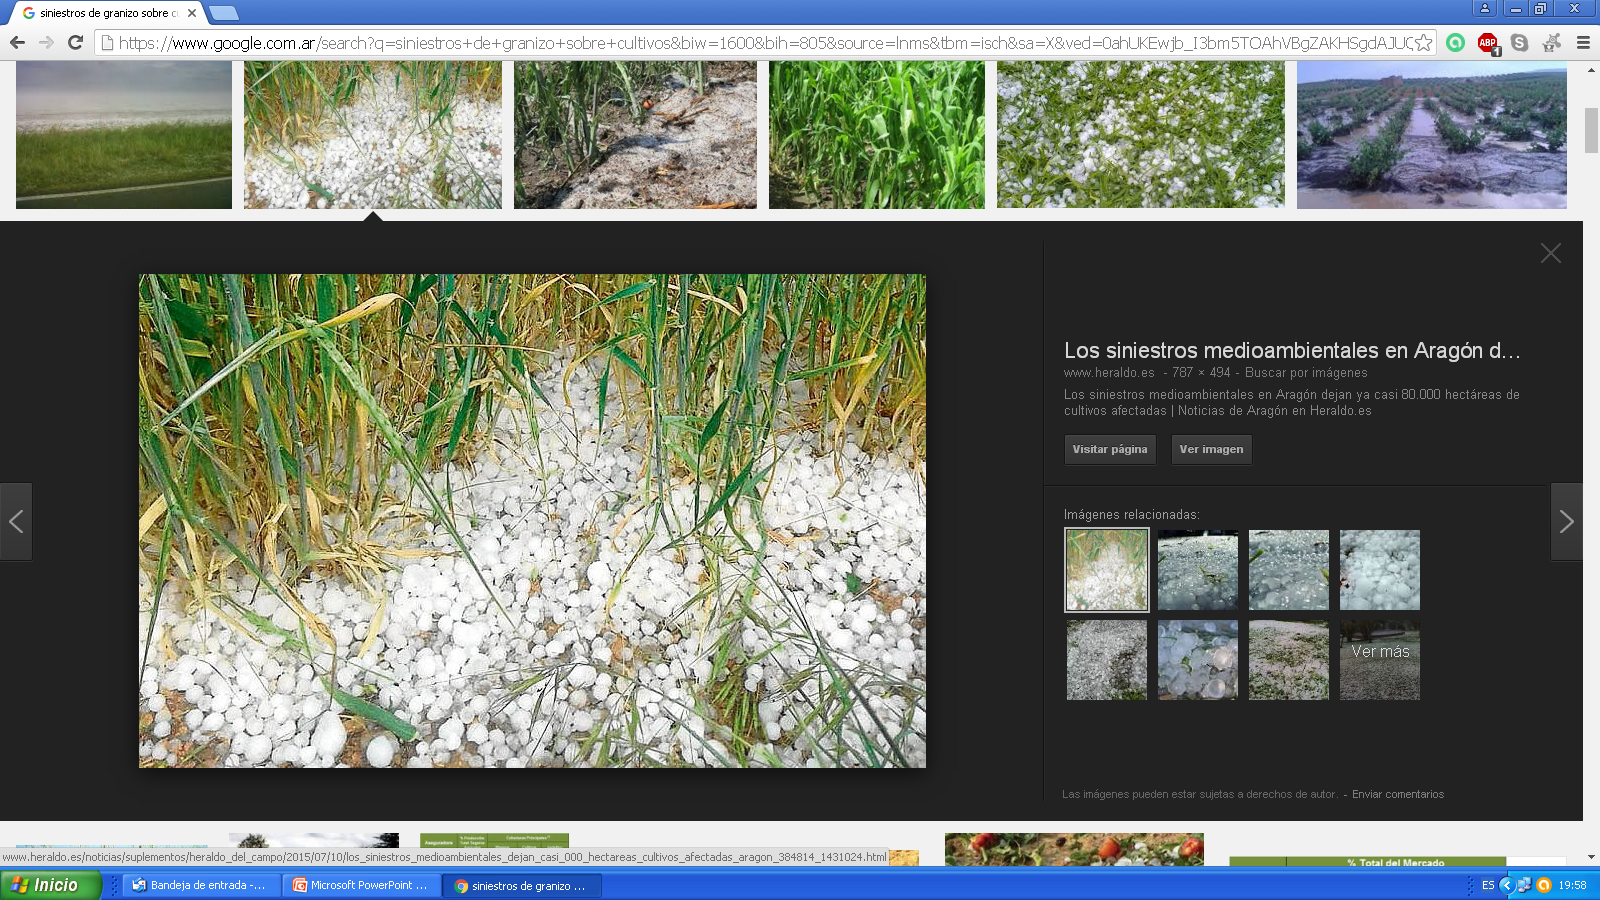 siniestros de granizo sobre c
https://www.google.com.ar/search?q=siniestros+de+granizo+sobre+cultivos&biw=1600&bih=805&source=lnms&tbm=isch&sa=X&ved=0ahUKEwjb_I3bm5TOAhVBgZAKHSgdAJUQ
ABP
1
Los siniestros medioambientales en Aragón d...
www.heraldo.es - 787 × 494 - Buscar por imágenes
Los siniestros medioambientales en Aragón dejan ya casi 80.000 hectáreas de
cultivos afectadas | Noticias de Aragón en Heraldo.es
Visitar página
Ver imagen
Imágenes relacionadas:
Ver más
Las imágenes pueden estar sujetas a derechos de autor. - Enviar comentarios
% Total del Mercado
www.heraldo.es/noticias/suplementos/heraldo_del_campo/2015/07/10/los_siniestros_medioambientales_dejan_casi_000_hectareas_cultivos_afectadas_aragon_384814_1431024.html
Inicio
Bandeja de entrada -...
Microsoft PowerPoint ...
siniestros de granizo ...
ES
19:58